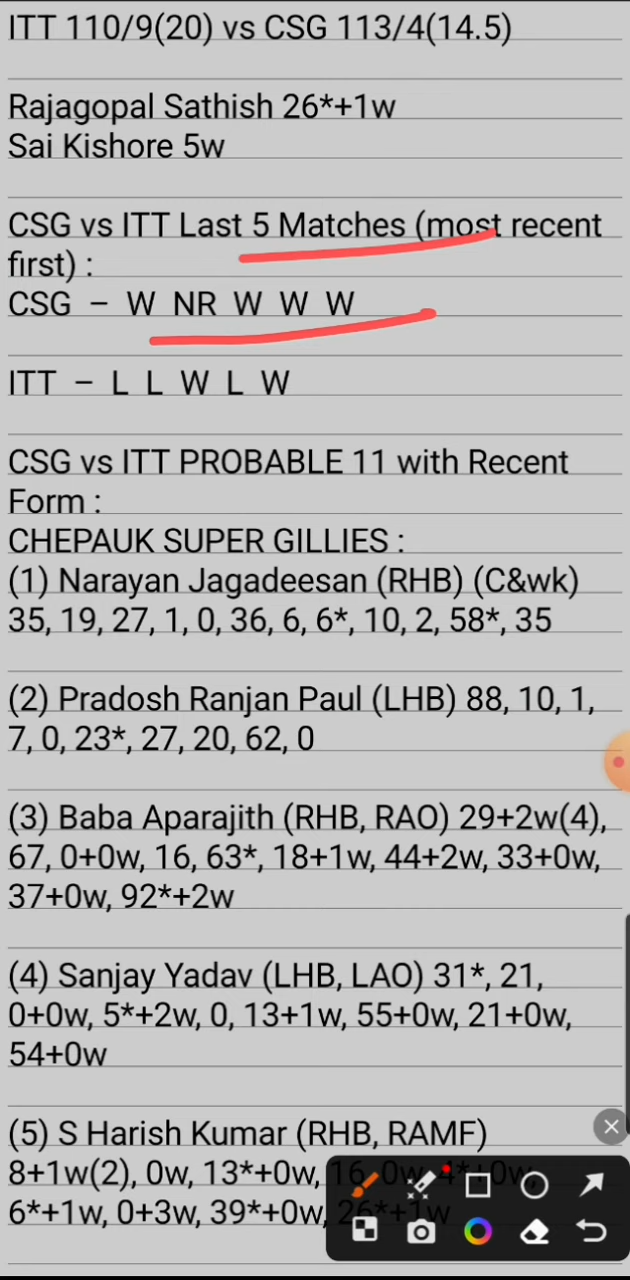 ITT 110/9(20) vs CSG 113/4(14.5)
Rajagopal Sathish 26*+1w
Sai Kishore 5w
CSG vs ITT Last 5 Matches (most recent
first) :
CSG – W NR W W W
ITT – L L W L W
CSG vs ITT PROBABLE 11 with Recent
Form :
CHEPAUK SUPER GILLIES :
(1) Narayan Jagadeesan (RHB) (C&wk)
35, 19, 27, 1, 0, 36, 6, 6*, 10, 2, 58*, 35
(2) Pradosh Ranjan Paul (LHB) 88, 10, 1,
7, 0, 23*, 27, 20, 62, 0
(3) Baba Aparajith (RHB, RAO) 29+2w(4),
67, 0+0w, 16, 63*, 18+1w, 44+2w, 33+0w,
37+0w, 92*+2w
(4) Sanjay Yadav (LHB, LAO) 31*, 21,
0+0w, 5*+2w, 0, 13+1w, 55+0w, 21+0w,
54+0w
(5) S Harish Kumar (RHB, RAMF)
8+1w(2), 0w, 13*+0w, 16, 0w, 4*+0w,
6*+1w, 0+3w, 39*+0w, 26*+1w